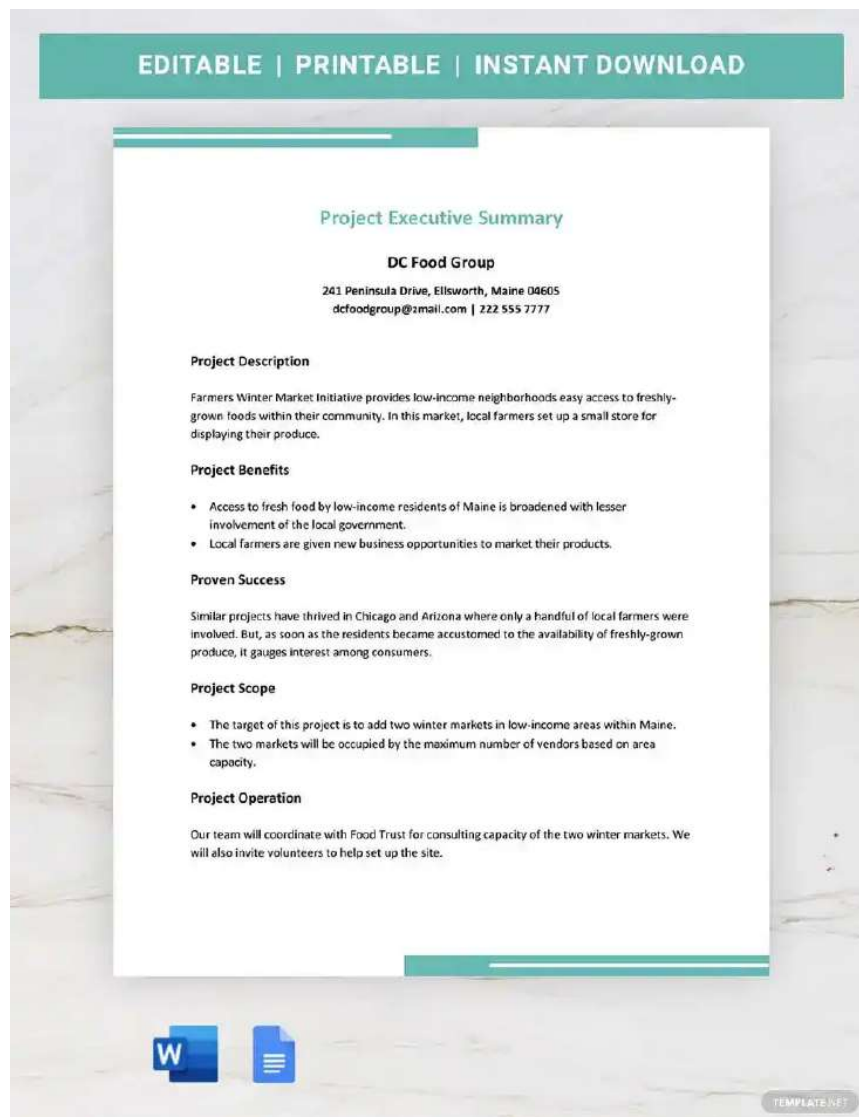 EDITABLE | PRINTABLE | INSTANT DOWNLOAD
Project Executive Summary
DC Food Group
241 Peninsula Drive, Ellsworth, Maine 04605
dcfoodgroup@zmail.com | 222 555 7777
Project Description
Farmers Winter Market Initiative provides low-income neighborhoods easy access to freshly-
grown foods within their community. In this market, local farmers set up a small store for
displaying their produce.
Project Benefits
• Access to fresh food by low-income residents of Maine is broadened with lesser
involvement of the local government.
• Local farmers are given new business opportunities to market their products.
Proven Success
Similar projects have thrived in Chicago and Arizona where only a handful of local farmers were
involved. But, as soon as the residents became accustomed to the availability of freshly-grown
produce, it gauges interest among consumers.
Project Scope
• The target of this project is to add two winter markets in low-income areas within Maine.
• The two markets will be occupied by the maximum number of vendors based on area
capacity.
Project Operation
Our team will coordinate with Food Trust for consulting capacity of the two winter markets. We
will also invite volunteers to help set up the site.
W
TEMPLATE.NET